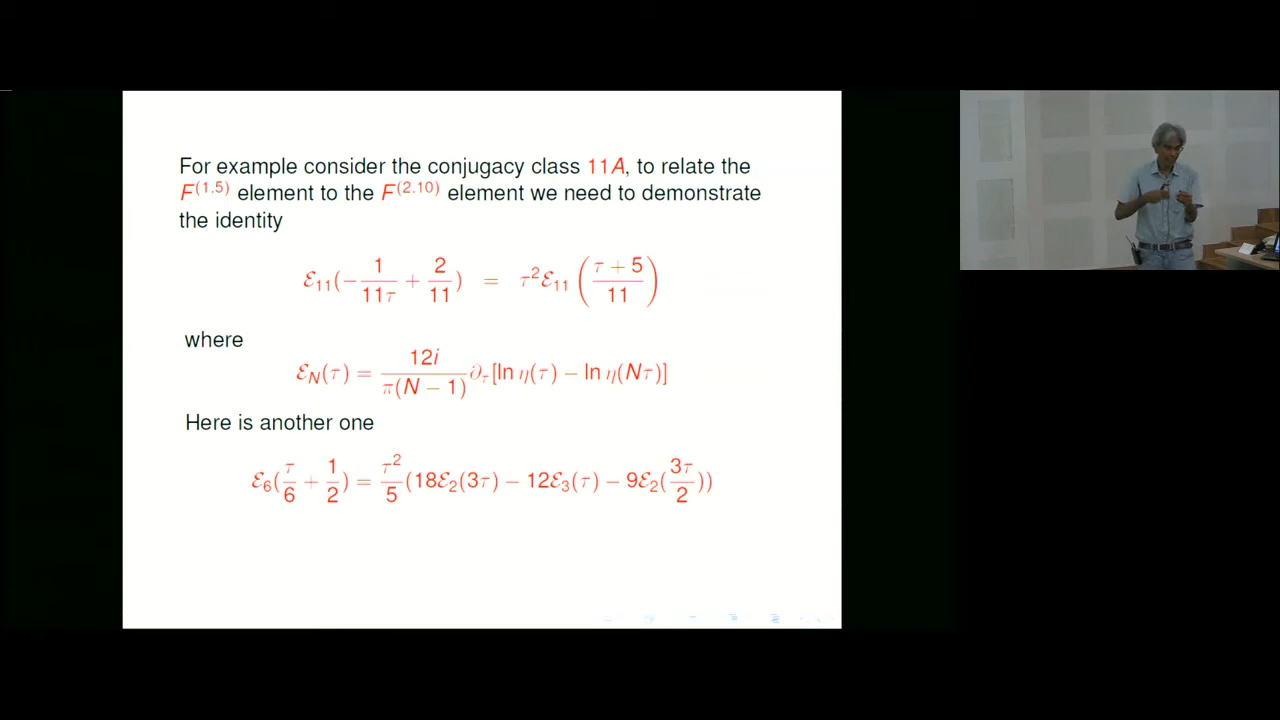 For example consider the conjugacy class 11A, to relate the
F^(1.5) element to the F^(2.10) element we need to demonstrate
the identity
ℰ₁₁(−1/(11τ) + 2/11) = τ²ℰ₁₁((τ + 5)/11)
where
ℰ_N(τ) = 12i/(π(N − 1)) ∂_τ[ln η(τ) − ln η(Nτ)]
Here is another one
ℰ₆(τ/6 + 1/2) = τ²/5 (18ℰ₂(3τ) − 12ℰ₃(τ) − 9ℰ₂(3τ/2))